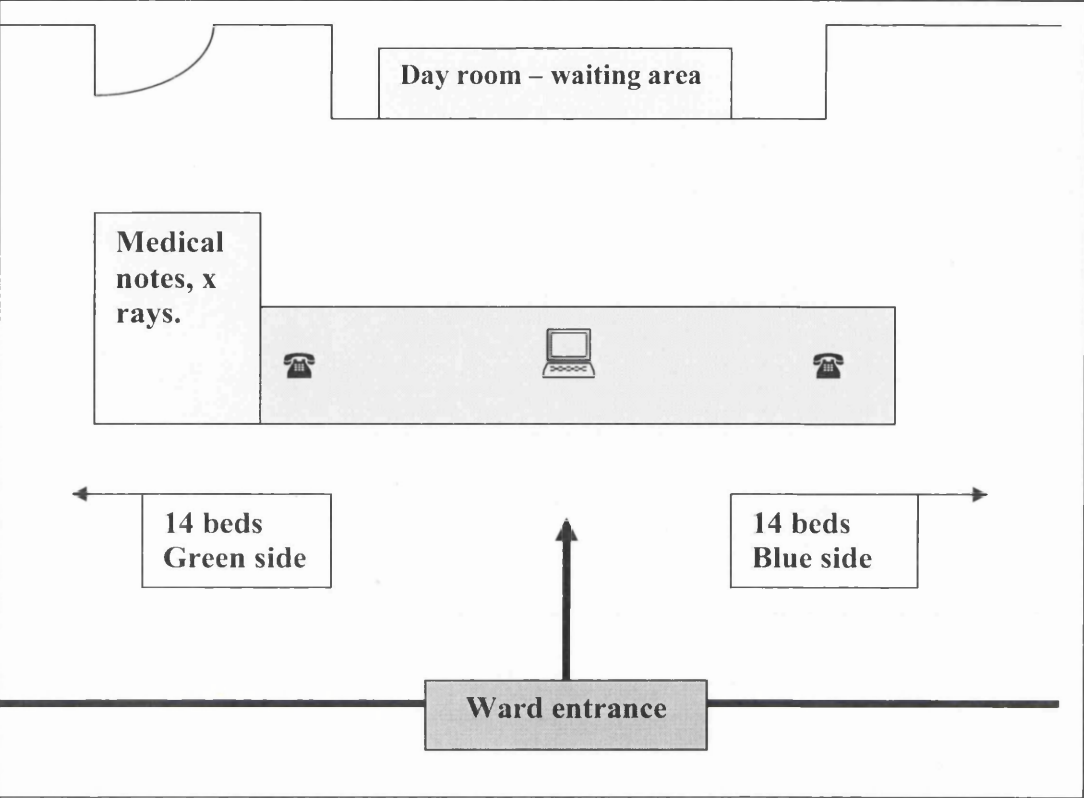 Day room – waiting area
Medical
notes, x
rays.
14 beds
Green side
14 beds
Blue side
Ward entrance